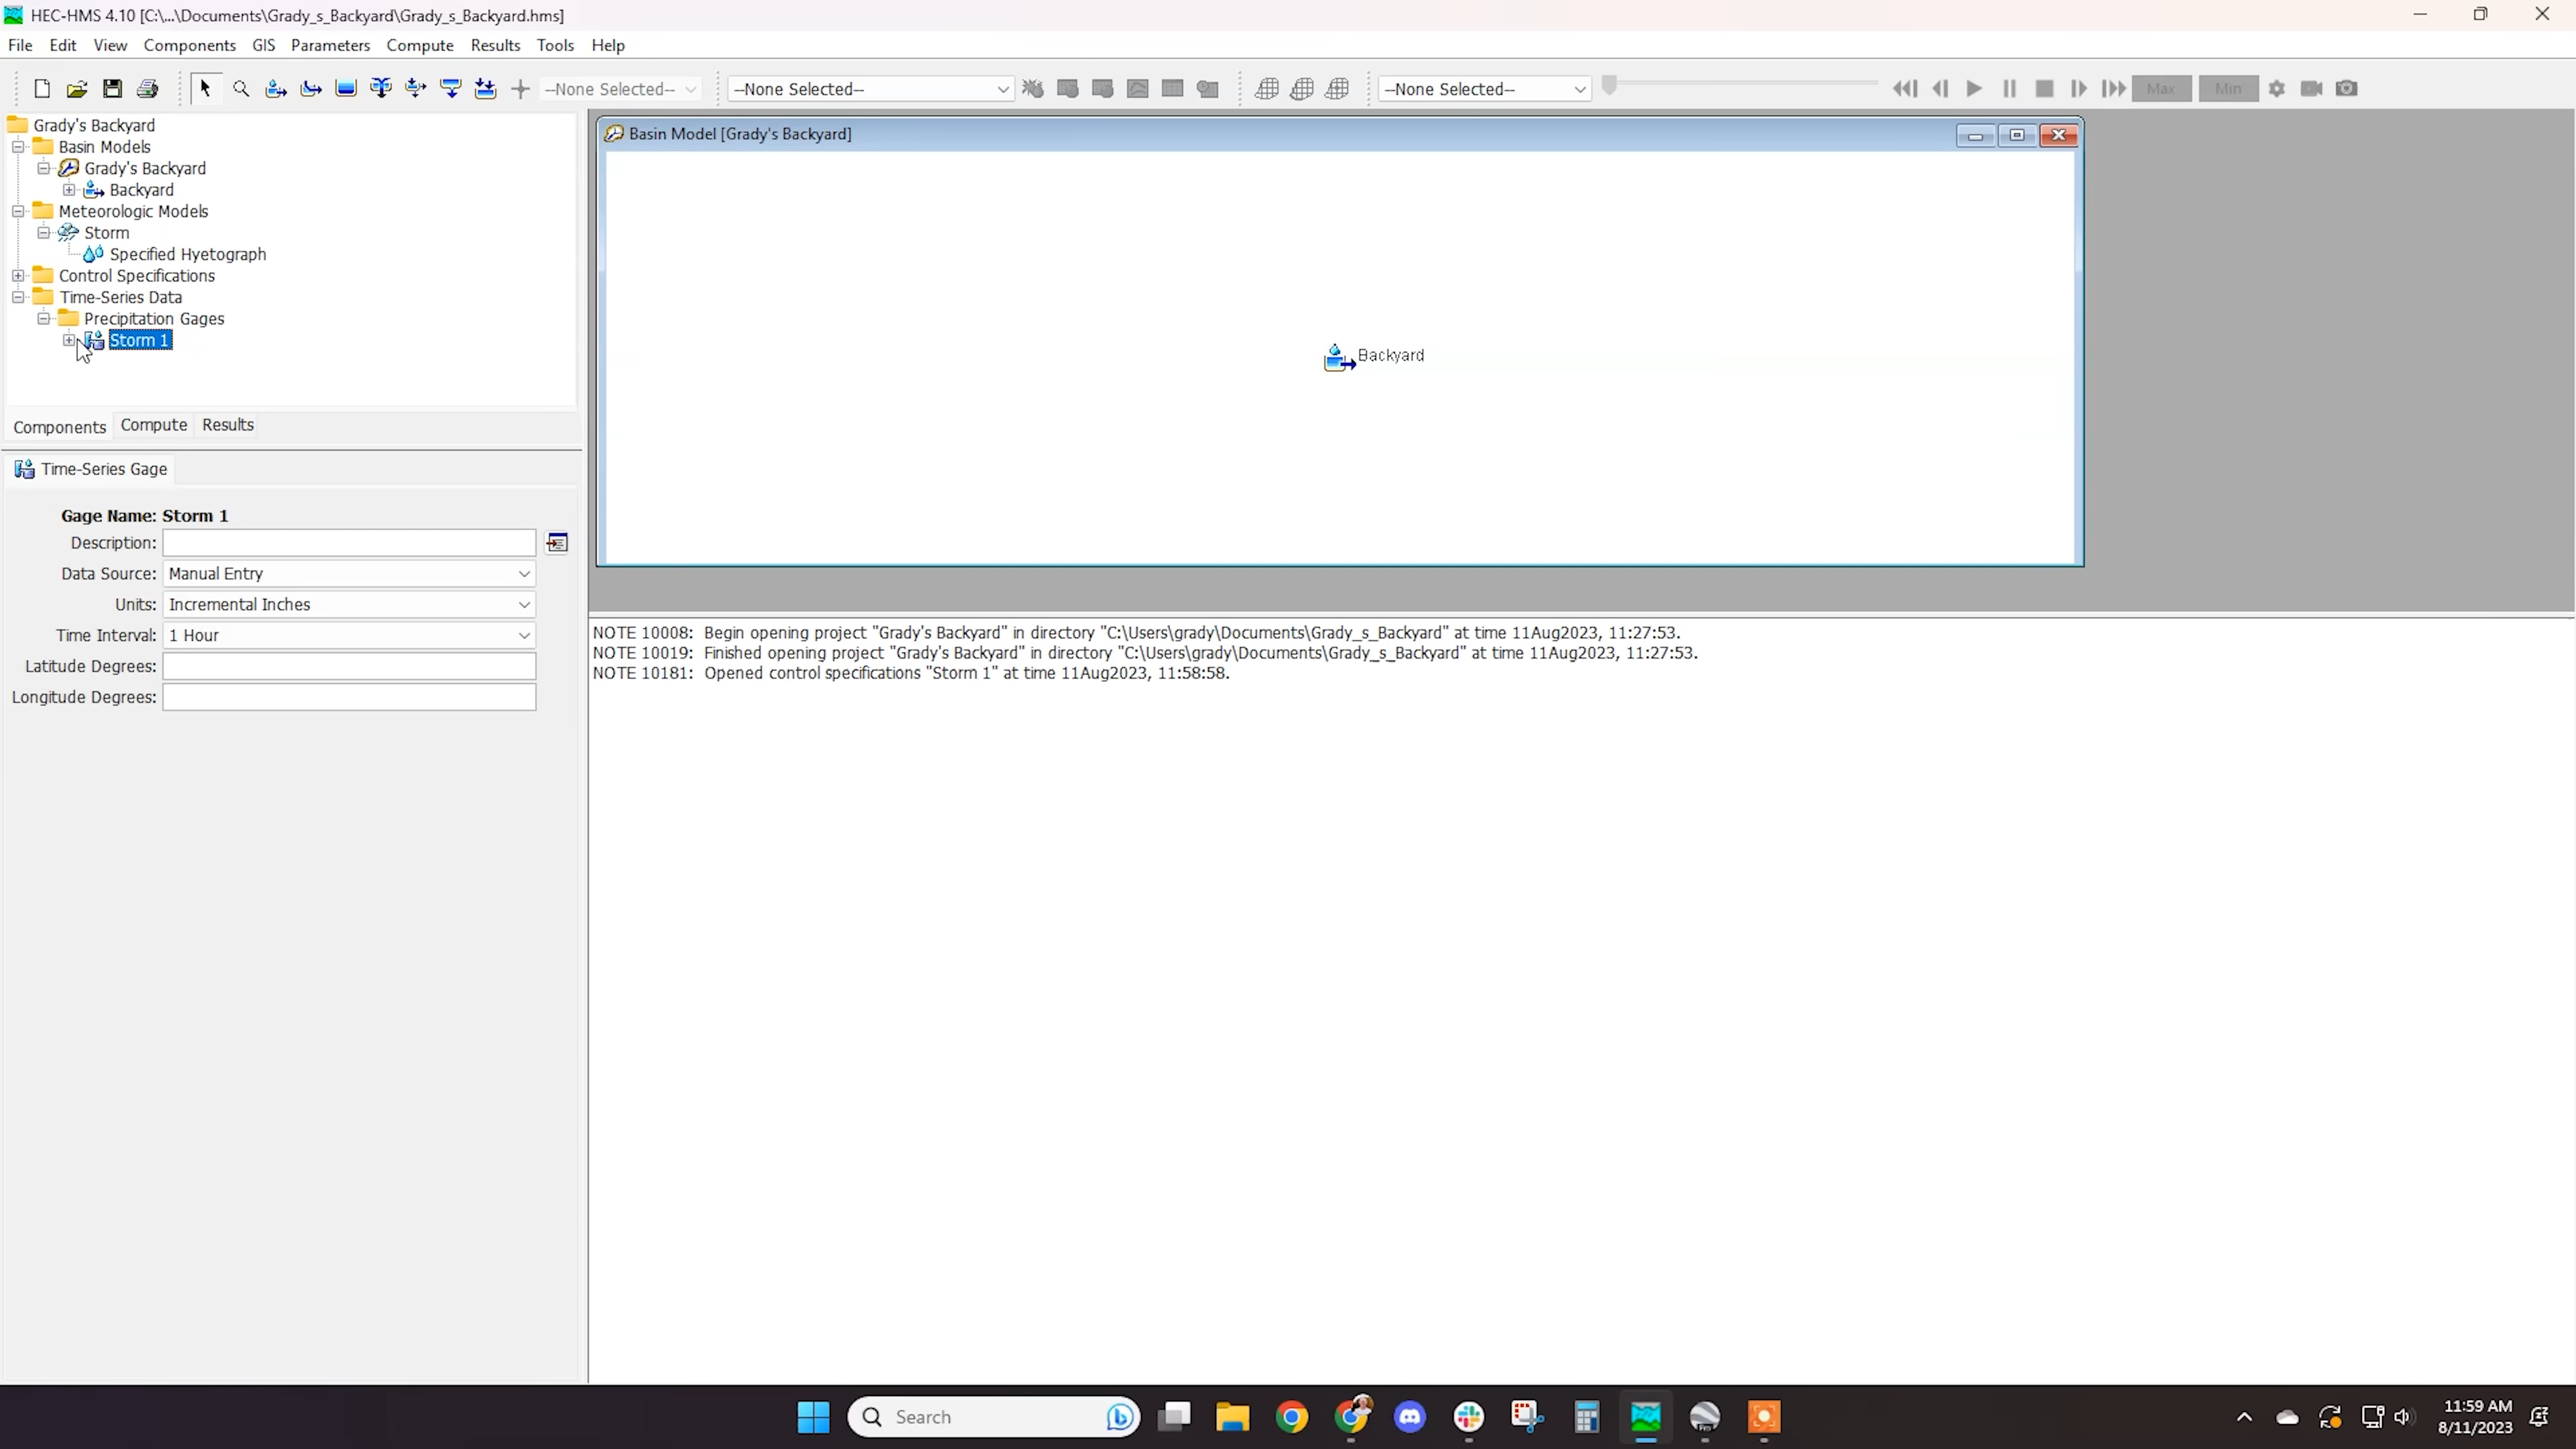 HEC-HMS 4.10 [C:\...\Documents\Grady_s_Backyard\Grady_s_Backyard.hms]
File Edit View Components GIS Parameters Compute Results Tools Help
--None Selected-- --None Selected-- --None Selected-- Max Min
Grady's Backyard
Basin Models
Grady's Backyard
Backyard
Meteorologic Models
Storm
Specified Hyetograph
Control Specifications
Time-Series Data
Precipitation Gages
Storm 1
Components Compute Results
Time-Series Gage
Gage Name: Storm 1
Description:
Data Source: Manual Entry
Units: Incremental Inches
Time Interval: 1 Hour
Latitude Degrees:
Longitude Degrees:
Basin Model [Grady's Backyard]
Backyard
NOTE 10008: Begin opening project "Grady's Backyard" in directory "C:\Users\grady\Documents\Grady_s_Backyard" at time 11Aug2023, 11:27:53.
NOTE 10019: Finished opening project "Grady's Backyard" in directory "C:\Users\grady\Documents\Grady_s_Backyard" at time 11Aug2023, 11:27:53.
NOTE 10181: Opened control specifications "Storm 1" at time 11Aug2023, 11:58:58.
Search
11:59 AM
8/11/2023